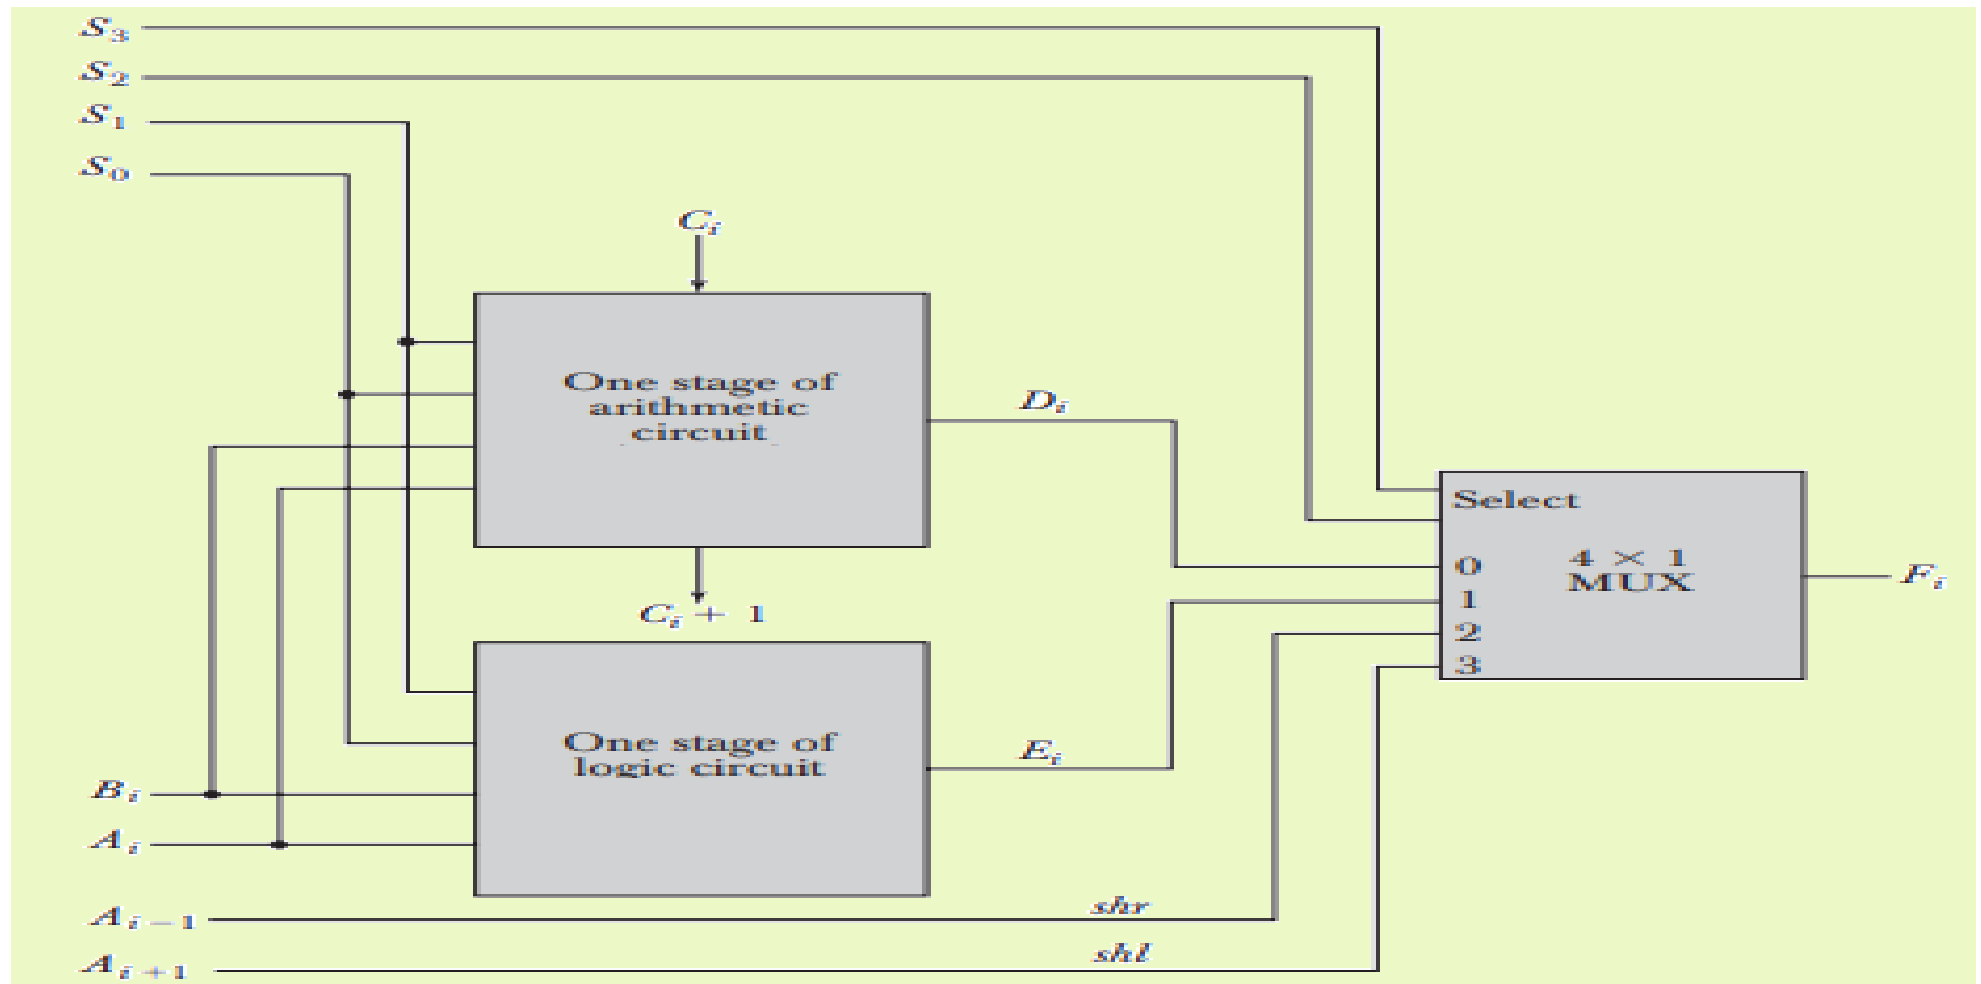 S3
S2
S1
S0
Ci
One stage of
arithmetic
circuit
Di
Ci + 1
Select
0
4 × 1
MUX
1
2
3
Fi
One stage of
logic circuit
Ei
Bi
Ai
Ai−1
shr
Ai+1
shl